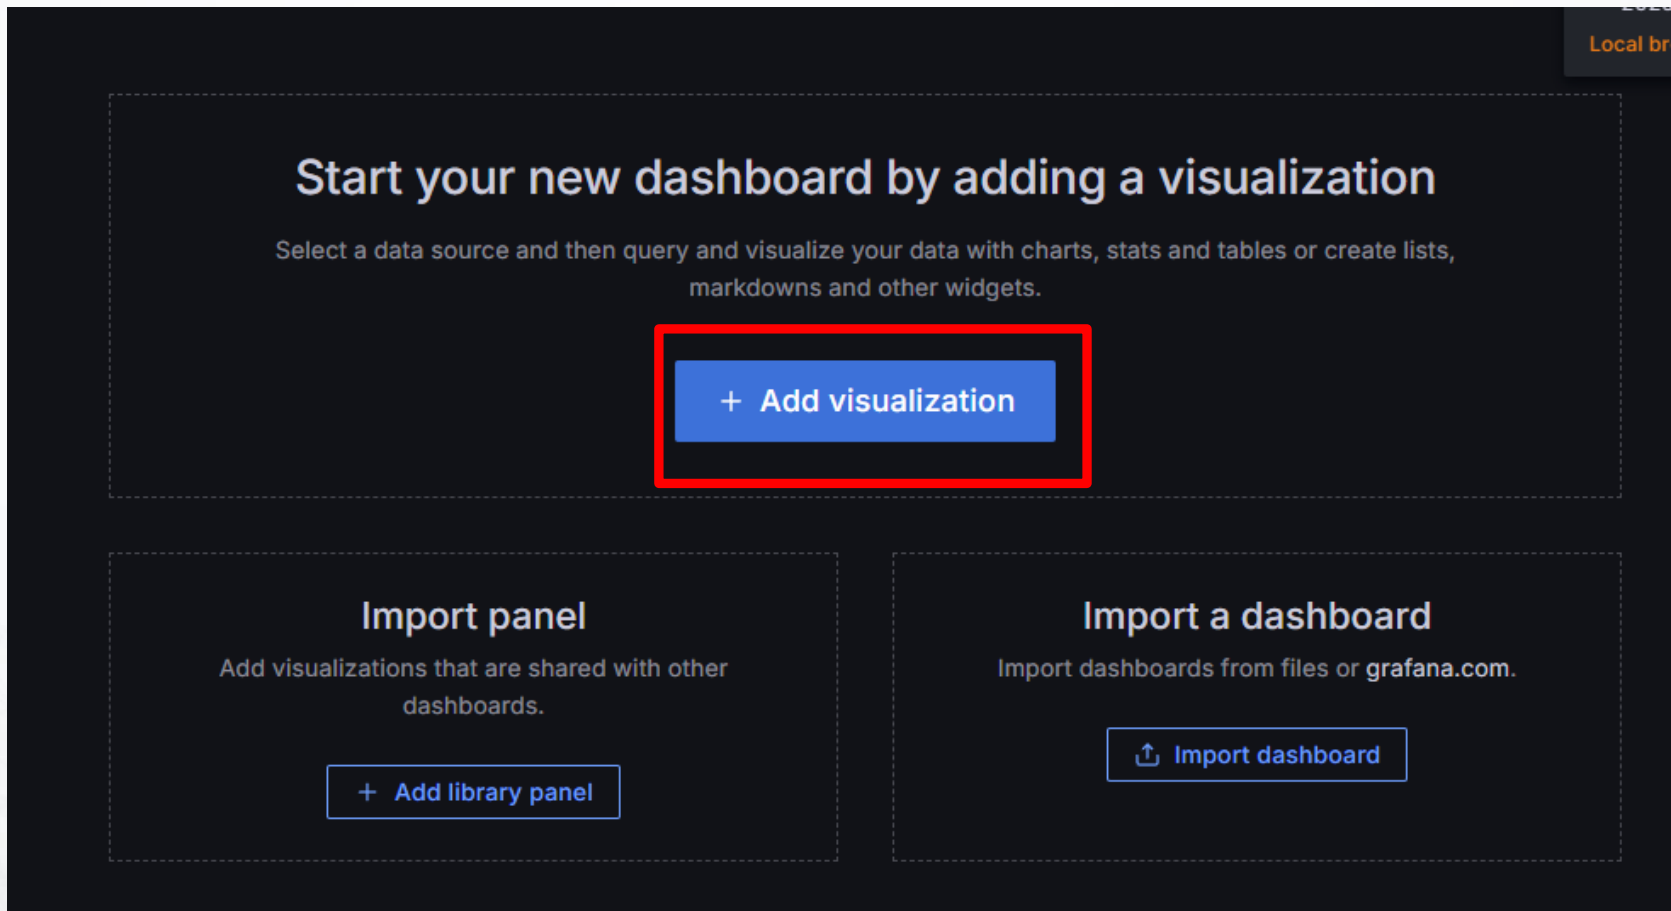 Local br
Start your new dashboard by adding a visualization
Select a data source and then query and visualize your data with charts, stats and tables or create lists,
markdowns and other widgets.
+ Add visualization
Import panel
Add visualizations that are shared with other
dashboards.
+ Add library panel
Import a dashboard
Import dashboards from files or grafana.com.
Import dashboard